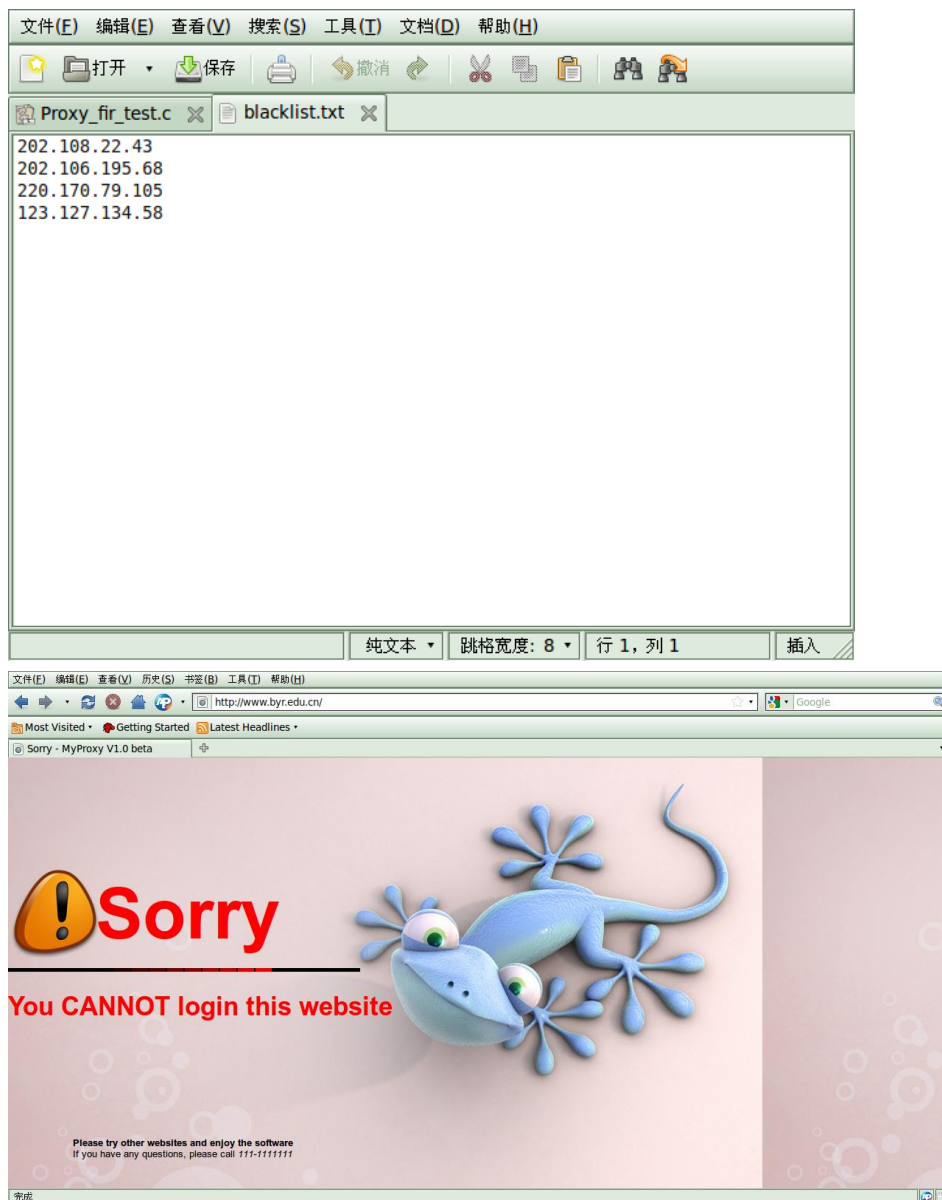 文件(F) 编辑(E) 查看(V) 搜索(S) 工具(T) 文档(D) 帮助(H)
打开 保存 撤消
Proxy_fir_test.c blacklist.txt
202.108.22.43
202.106.195.68
220.170.79.105
123.127.134.58
纯文本 跳格宽度: 8 行 1, 列 1 插入
文件(F) 编辑(E) 查看(V) 历史(S) 书签(B) 工具(T) 帮助(H)
http://www.byr.edu.cn/ Google
Most Visited Getting Started Latest Headlines
Sorry - MyProxy V1.0 beta
Sorry
You CANNOT login this website
Please try other websites and enjoy the software
If you have any questions, please call 111-1111111
完成